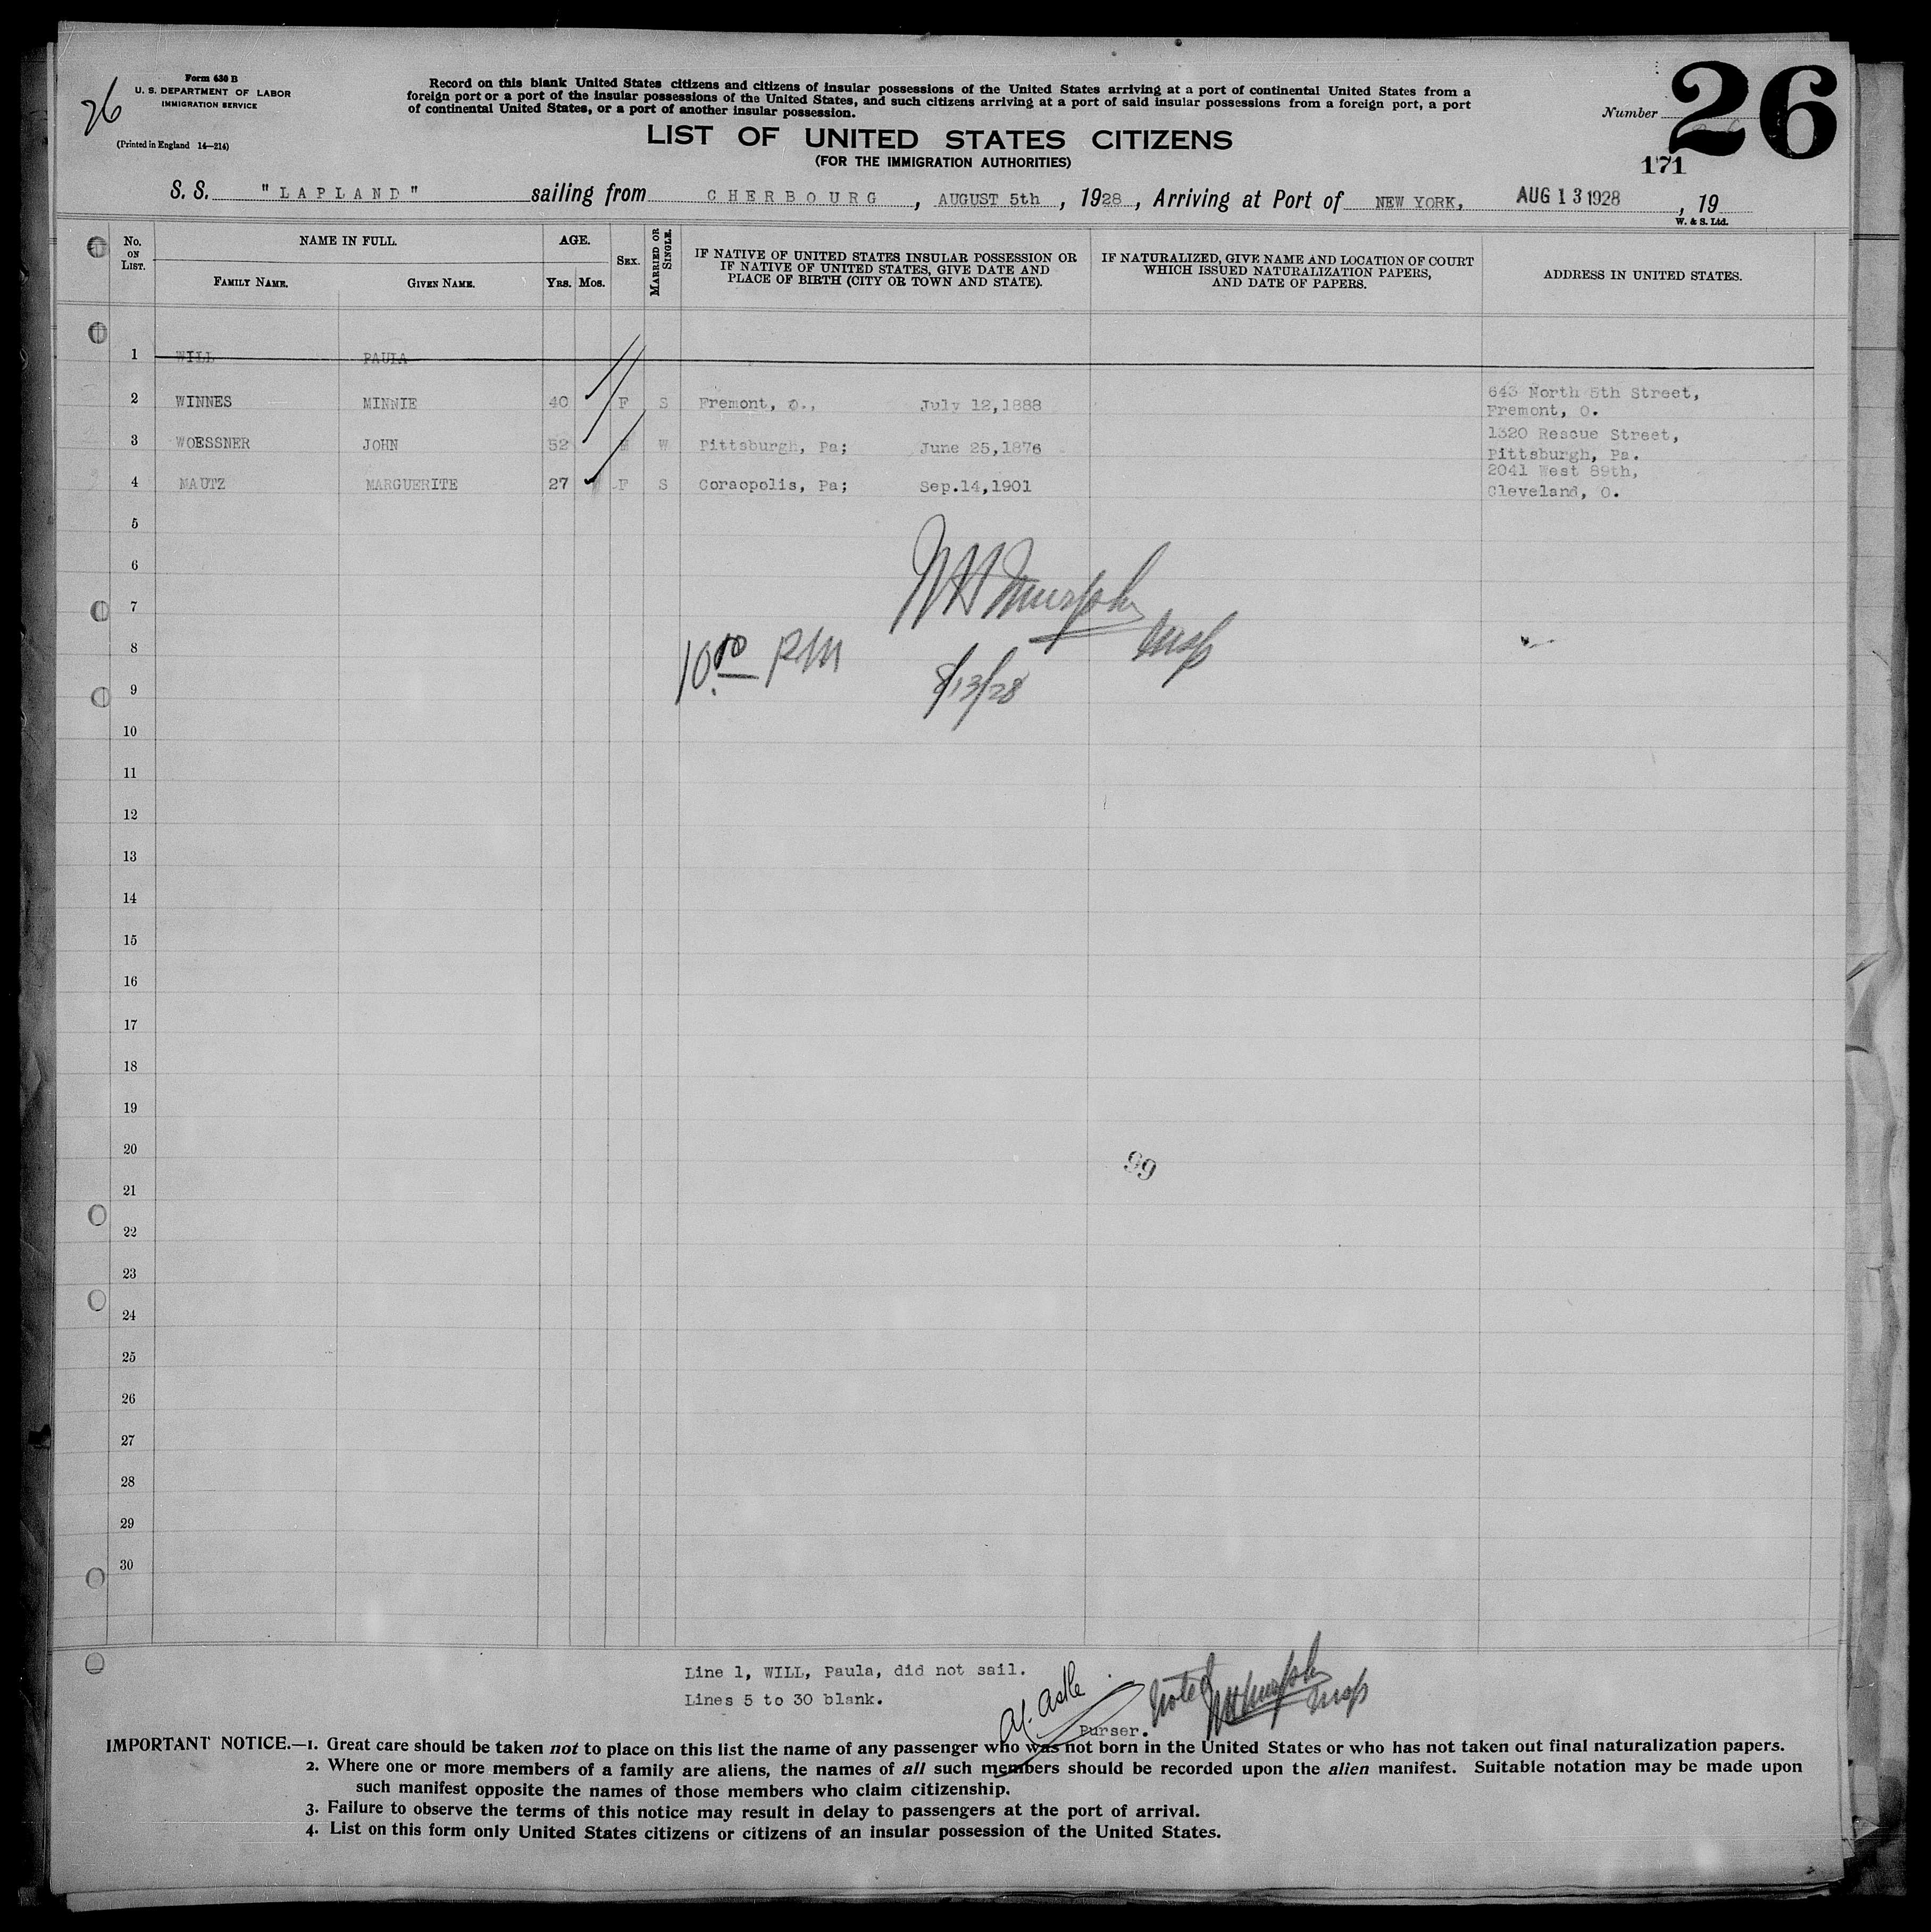 Form 630 B
U. S. DEPARTMENT OF LABOR
IMMIGRATION SERVICE
(Printed in England 14—214)
26
Record on this blank United States citizens and citizens of insular possessions of the United States arriving at a port of continental United States from a
foreign port or a port of the insular possessions of the United States, and such citizens arriving at a port of said insular possessions from a foreign port, a port
of continental United States, or a port of another insular possession.
LIST OF UNITED STATES CITIZENS
(FOR THE IMMIGRATION AUTHORITIES)
Number 26
171
S. S. "LAPLAND" sailing from CHERBOURG, AUGUST 5th, 1928, Arriving at Port of NEW YORK, AUG 13 1928, 19
W. & S. Ltd.
No. ON LIST. NAME IN FULL. AGE. SEX. MARRIED OR SINGLE. IF NATIVE OF UNITED STATES INSULAR POSSESSION OR IF NATIVE OF UNITED STATES, GIVE DATE AND PLACE OF BIRTH (CITY OR TOWN AND STATE). IF NATURALIZED, GIVE NAME AND LOCATION OF COURT WHICH ISSUED NATURALIZATION PAPERS, AND DATE OF PAPERS. ADDRESS IN UNITED STATES.
FAMILY NAME. GIVEN NAME. YRS. MOS.
1 WILL PAULA
2 WINNES MINNIE 40 F S Fremont, O., July 12,1888 643 North 5th Street, Fremont, O.
3 WOESSNER JOHN 52 M W Pittsburgh, Pa; June 25,1876 1320 Rescue Street, Pittsburgh, Pa.
4 MAUTZ MARGUERITE 27 F S Coraopolis, Pa; Sep.14,1901 2041 West 89th, Cleveland, O.
5
6
7
8
9
10
11
12
13
14
15
16
17
18
19
20
21
22
23
24
25
26
27
28
29
30
WH Murphy
Insp
10.10 P.M
8/13/28
99
Line 1, WILL, Paula, did not sail.
Lines 5 to 30 blank.
Purser.
Noted WH Murphy Insp
IMPORTANT NOTICE.—1. Great care should be taken not to place on this list the name of any passenger who was not born in the United States or who has not taken out final naturalization papers.
2. Where one or more members of a family are aliens, the names of all such members should be recorded upon the alien manifest. Suitable notation may be made upon
such manifest opposite the names of those members who claim citizenship.
3. Failure to observe the terms of this notice may result in delay to passengers at the port of arrival.
4. List on this form only United States citizens or citizens of an insular possession of the United States.